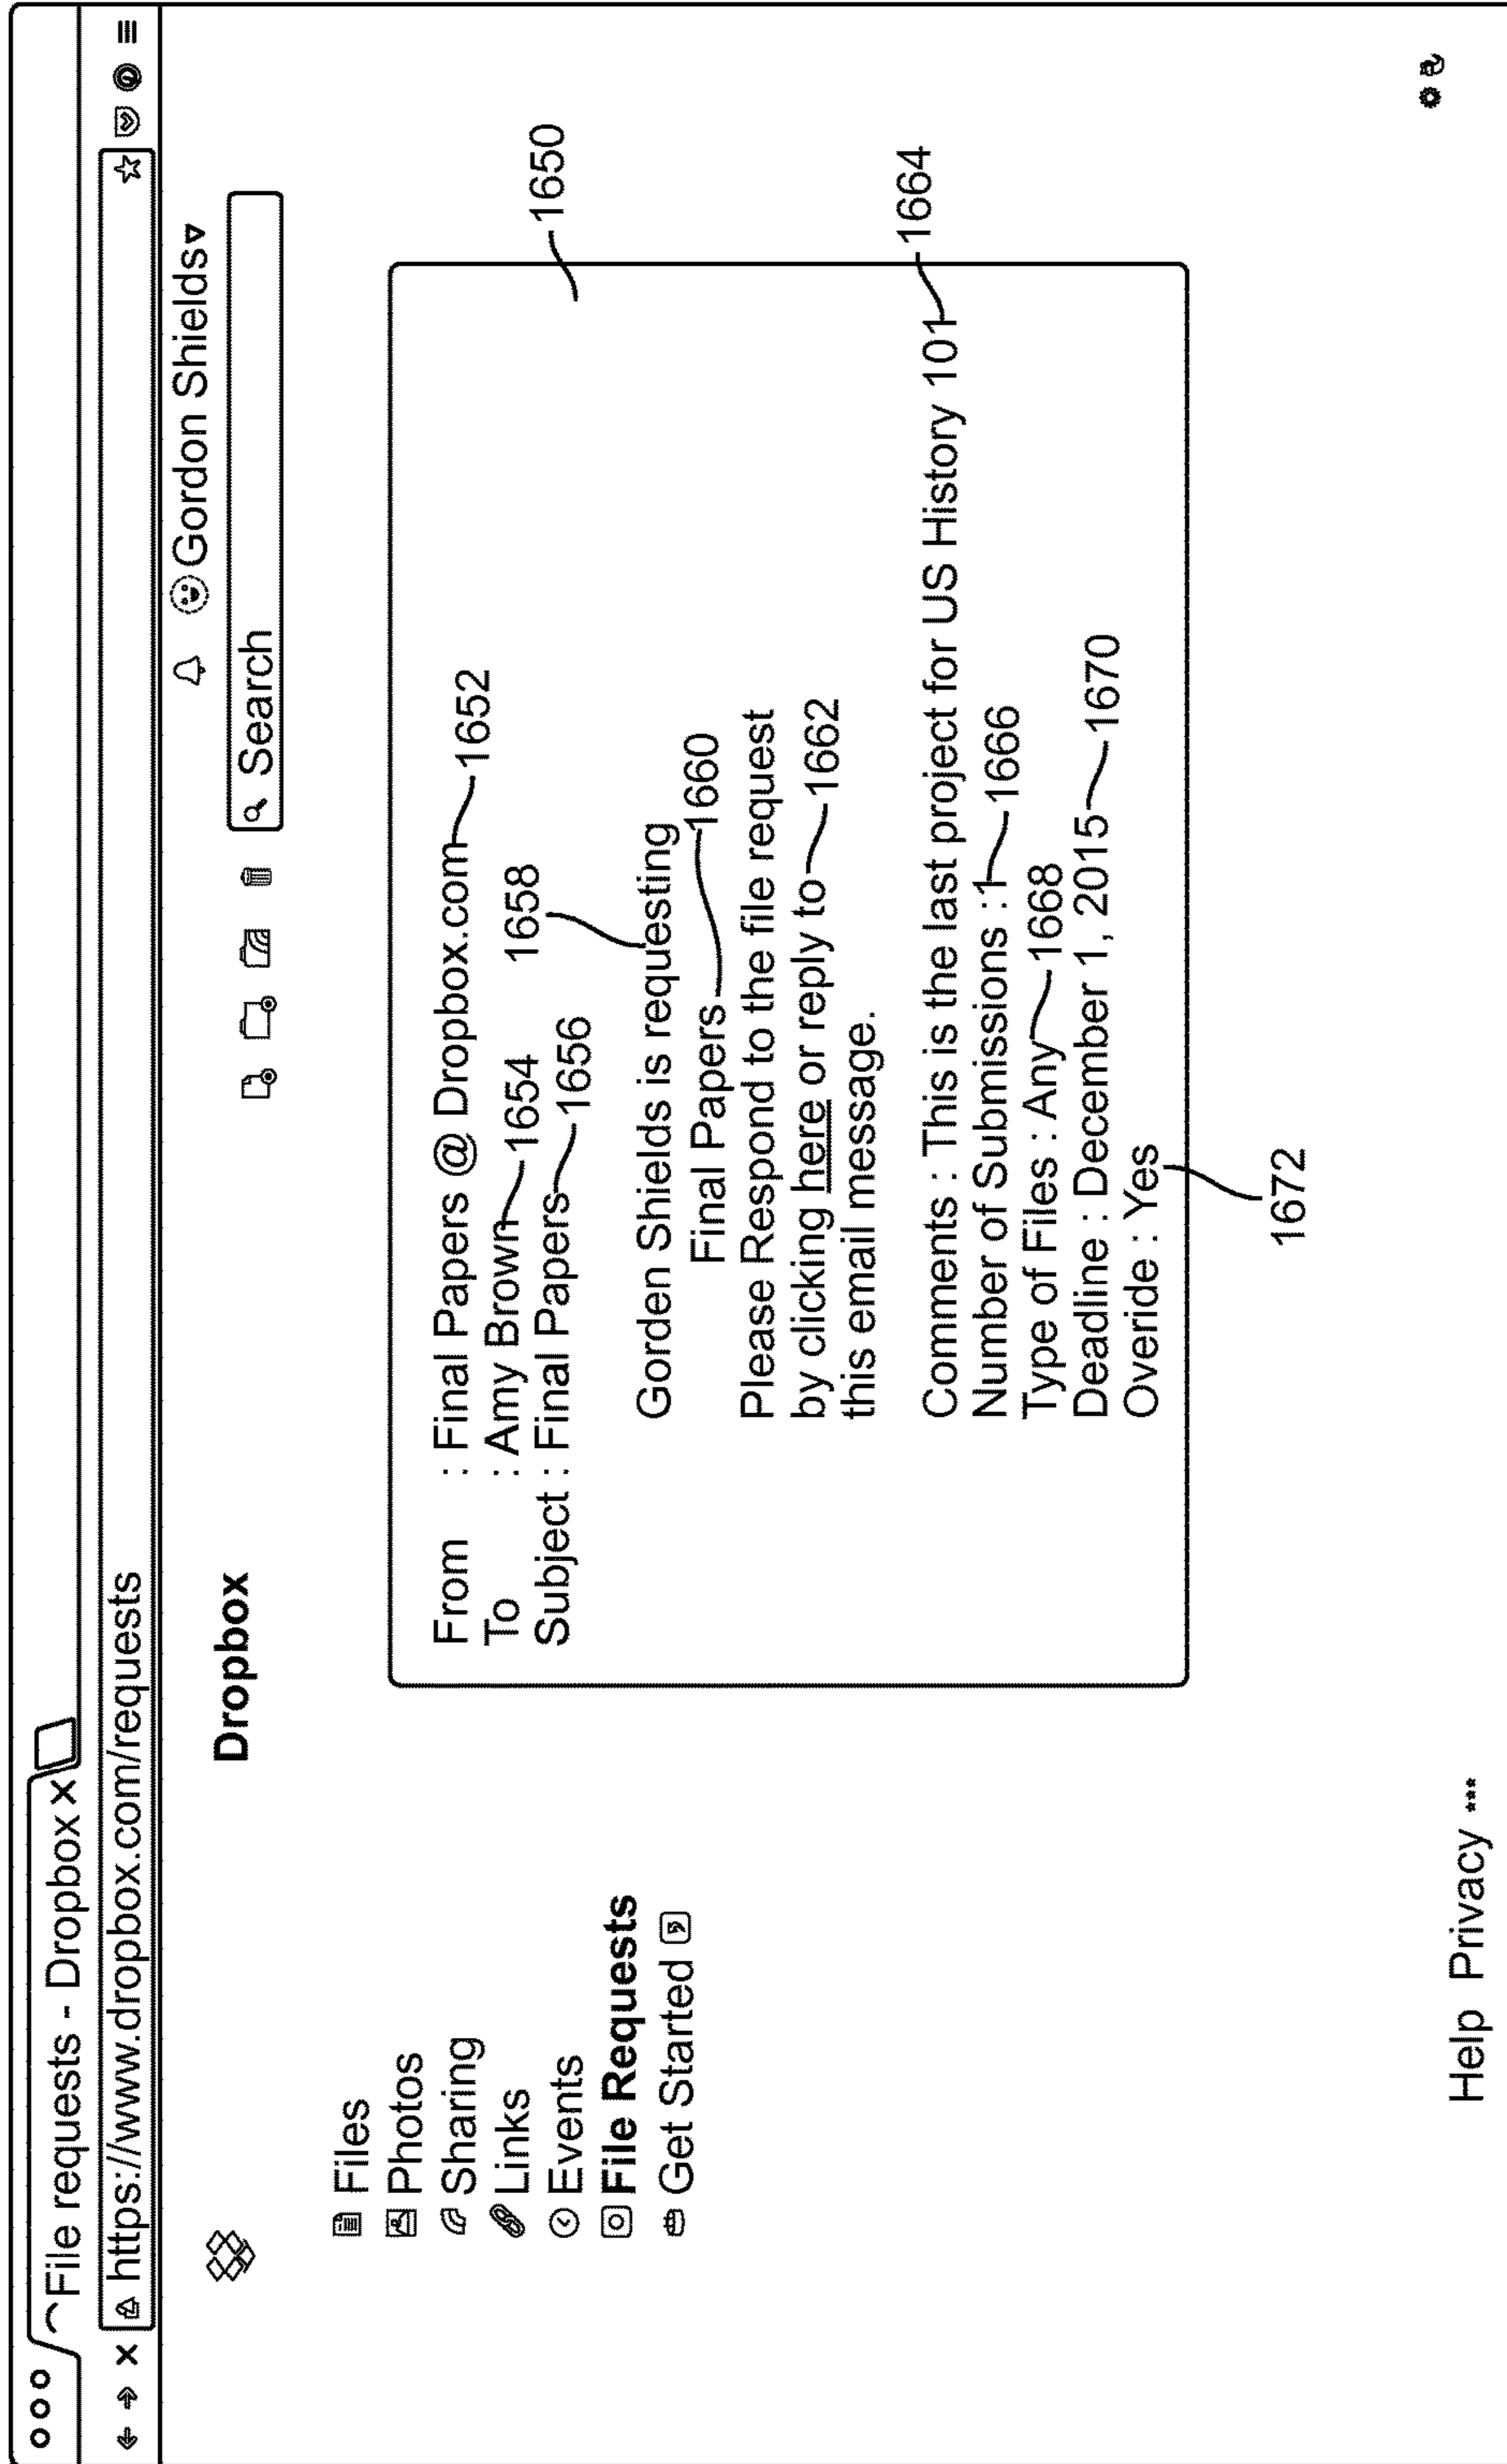 File requests - Dropbox
https://www.dropbox.com/requests
Gordon Shields
Dropbox
Search
Files
Photos
Sharing
Links
Events
File Requests
Get Started
From : Final Papers @ Dropbox.com 1652
To : Amy Brown 1654
Subject : Final Papers 1656
1658
1650
Gorden Shields is requesting
Final Papers 1660
Please Respond to the file request
by clicking here or reply to 1662
this email message.
Comments : This is the last project for US History 101 1664
Number of Submissions :1 1666
Type of Files : Any 1668
Deadline : December 1, 2015 1670
Overide : Yes
1672
Help Privacy